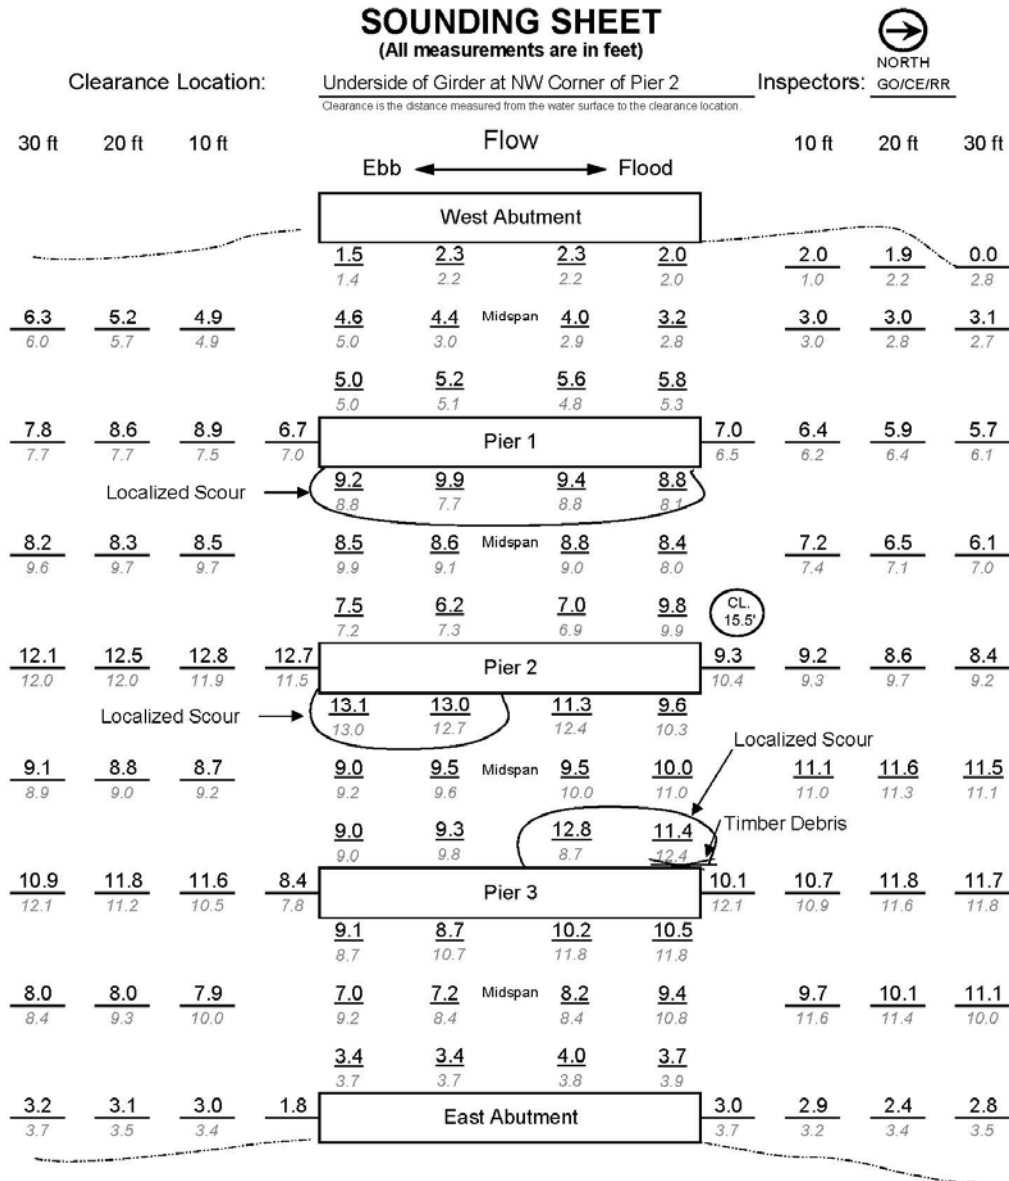 SOUNDING SHEET
(All measurements are in feet)
NORTH
Clearance Location: Underside of Girder at NW Corner of Pier 2 Inspectors: GO/CE/RR
Clearance is the distance measured from the water surface to the clearance location.
30 ft 20 ft 10 ft Flow 10 ft 20 ft 30 ft
Ebb Flood
West Abutment
1.5 2.3 2.3 2.0 2.0 1.9 0.0
1.4 2.2 2.2 2.0 1.0 2.2 2.8
6.3 5.2 4.9 4.6 4.4 Midspan 4.0 3.2 3.0 3.0 3.1
6.0 5.7 4.9 5.0 3.0 2.9 2.8 3.0 2.8 2.7
5.0 5.2 5.6 5.8
5.0 5.1 4.8 5.3
7.8 8.6 8.9 6.7 Pier 1 7.0 6.4 5.9 5.7
7.7 7.7 7.5 7.0 6.5 6.2 6.4 6.1
9.2 9.9 9.4 8.8
Localized Scour 8.8 7.7 8.8 8.1
8.2 8.3 8.5 8.5 8.6 Midspan 8.8 8.4 7.2 6.5 6.1
9.6 9.7 9.7 9.9 9.1 9.0 8.0 7.4 7.1 7.0
7.5 6.2 7.0 9.8 CL.
15.5'
7.2 7.3 6.9 9.9
12.1 12.5 12.8 12.7 Pier 2 9.3 9.2 8.6 8.4
12.0 12.0 11.9 11.5 10.4 9.3 9.7 9.2
13.1 13.0 11.3 9.6
Localized Scour 13.0 12.7 12.4 10.3
Localized Scour
9.1 8.8 8.7 9.0 9.5 Midspan 9.5 10.0 11.1 11.6 11.5
8.9 9.0 9.2 9.2 9.6 10.0 11.0 11.0 11.3 11.1
9.0 9.3 12.8 11.4 Timber Debris
9.0 9.8 8.7 12.4
10.9 11.8 11.6 8.4 Pier 3 10.1 10.7 11.8 11.7
12.1 11.2 10.5 7.8 12.1 10.9 11.6 11.8
9.1 8.7 10.2 10.5
8.7 10.7 11.8 11.8
8.0 8.0 7.9 7.0 7.2 Midspan 8.2 9.4 9.7 10.1 11.1
8.4 9.3 10.0 9.2 8.4 8.4 10.8 11.6 11.4 10.0
3.4 3.4 4.0 3.7
3.7 3.7 3.8 3.9
3.2 3.1 3.0 1.8 East Abutment 3.0 2.9 2.4 2.8
3.7 3.5 3.4 3.7 3.2 3.4 3.5